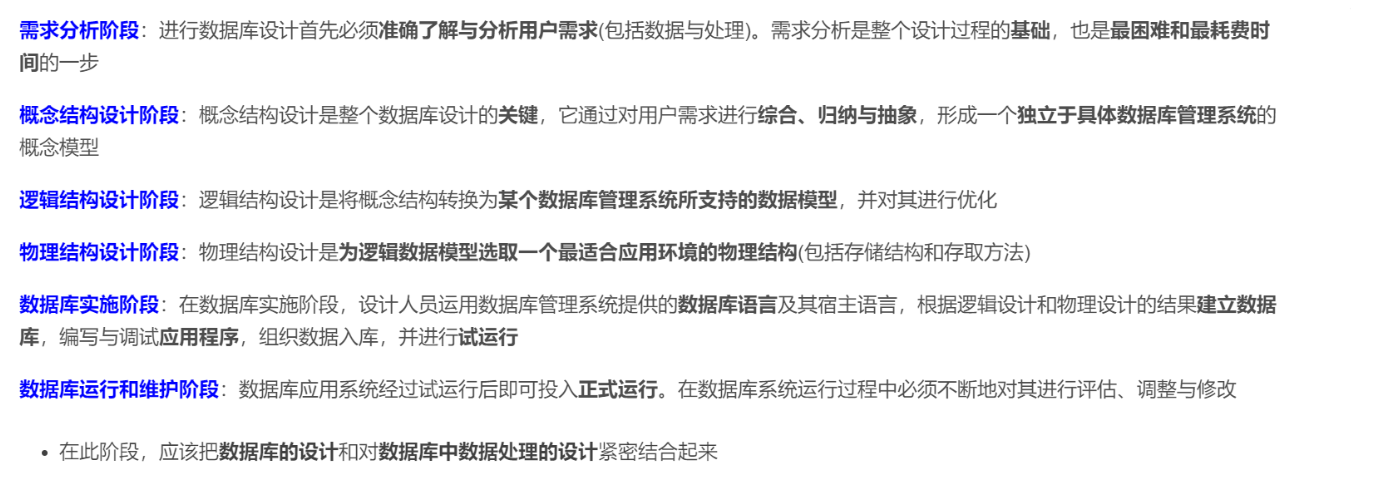 需求分析阶段：进行数据库设计首先必须准确了解与分析用户需求(包括数据与处理)。需求分析是整个设计过程的基础，也是最困难和最耗费时
间的一步
概念结构设计阶段：概念结构设计是整个数据库设计的关键，它通过对用户需求进行综合、归纳与抽象，形成一个独立于具体数据库管理系统的
概念模型
逻辑结构设计阶段：逻辑结构设计是将概念结构转换为某个数据库管理系统所支持的数据模型，并对其进行优化
物理结构设计阶段：物理结构设计是为逻辑数据模型选取一个最适合应用环境的物理结构(包括存储结构和存取方法)
数据库实施阶段：在数据库实施阶段，设计人员运用数据库管理系统提供的数据库语言及其宿主语言，根据逻辑设计和物理设计的结果建立数据
库，编写与调试应用程序，组织数据入库，并进行试运行
数据库运行和维护阶段：数据库应用系统经过试运行后即可投入正式运行。在数据库系统运行过程中必须不断地对其进行评估、调整与修改
• 在此阶段，应该把数据库的设计和对数据库中数据处理的设计紧密结合起来